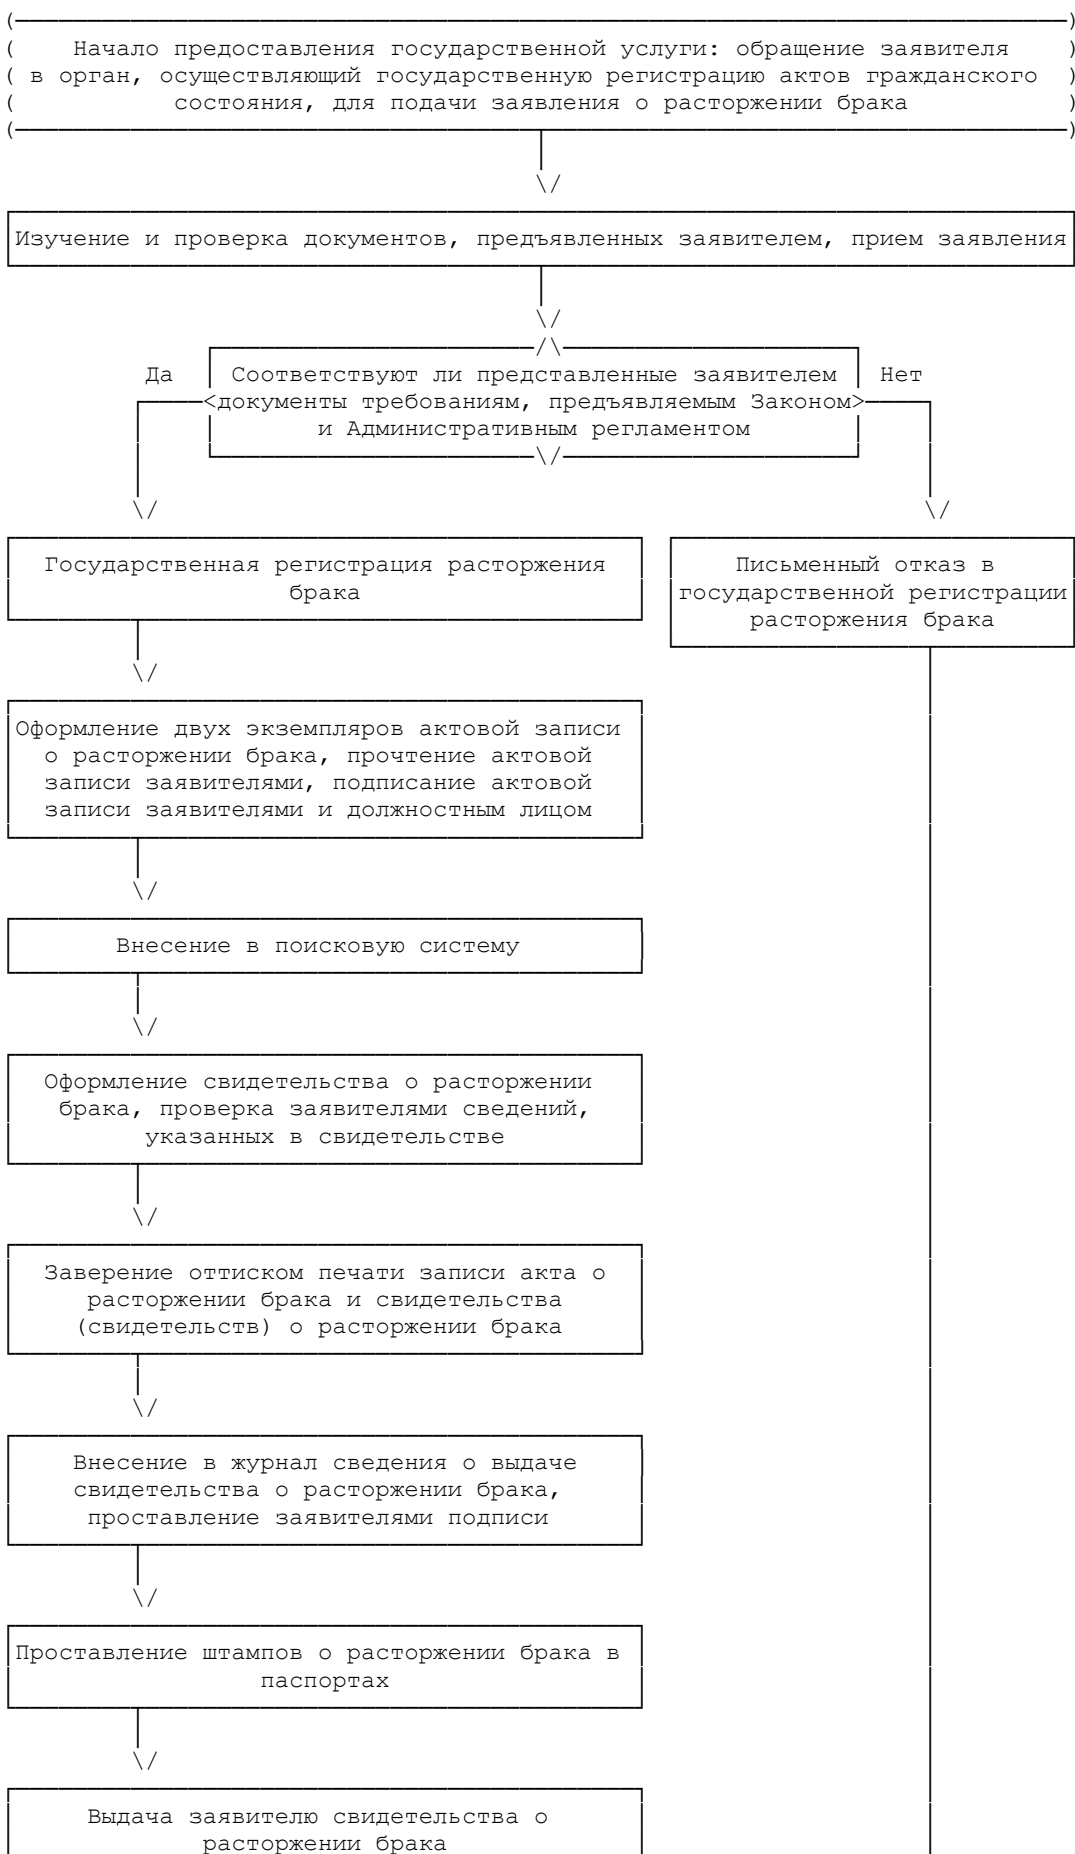 Начало предоставления государственной услуги: обращение заявителя
в орган, осуществляющий государственную регистрацию актов гражданского
состояния, для подачи заявления о расторжении брака
Изучение и проверка документов, предъявленных заявителем, прием заявления
Да
Соответствуют ли представленные заявителем
Нет
документы требованиям, предъявляемым Законом
и Административным регламентом
Государственная регистрация расторжения
брака
Письменный отказ в
государственной регистрации
расторжения брака
Оформление двух экземпляров актовой записи
о расторжении брака, прочтение актовой
записи заявителями, подписание актовой
записи заявителями и должностным лицом
Внесение в поисковую систему
Оформление свидетельства о расторжении
брака, проверка заявителями сведений,
указанных в свидетельстве
Заверение оттиском печати записи акта о
расторжении брака и свидетельства
(свидетельств) о расторжении брака
Внесение в журнал сведения о выдаче
свидетельства о расторжении брака,
проставление заявителями подписи
Проставление штампов о расторжении брака в
паспортах
Выдача заявителю свидетельства о
расторжении брака